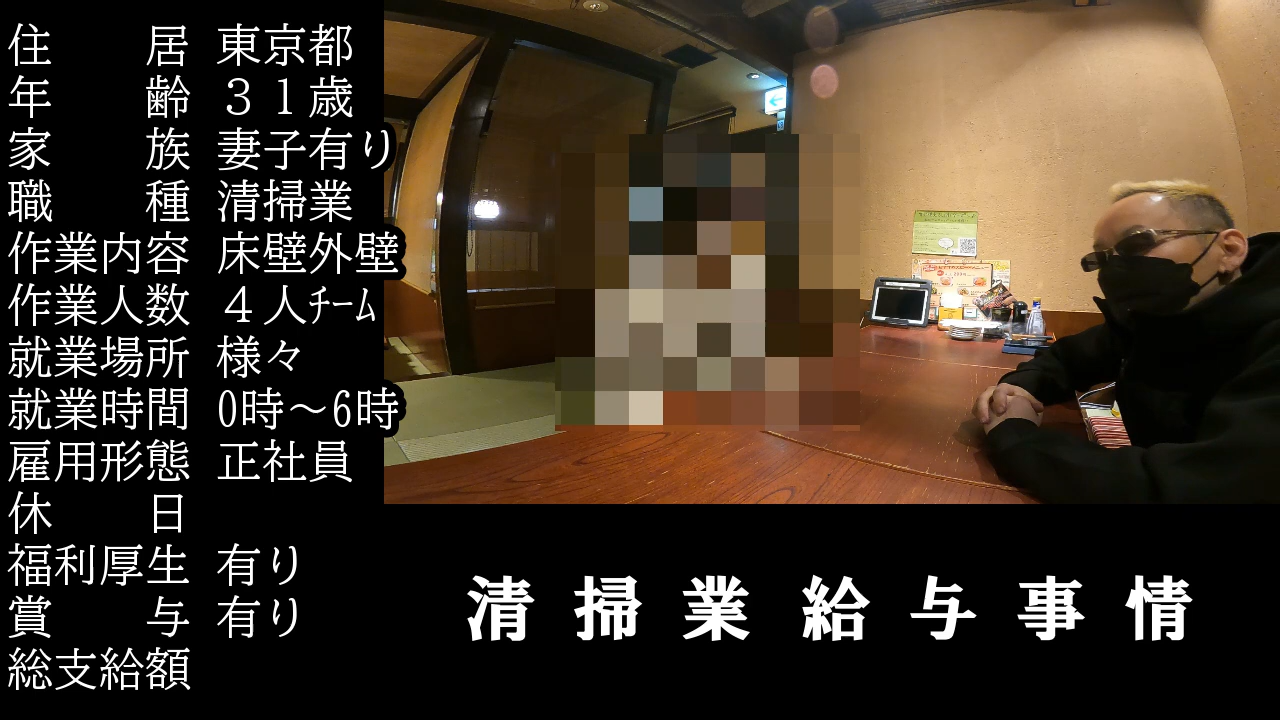 住居 東京都
年齢 31歳
家族 妻子有り
職種 清掃業
作業内容 床壁外壁
作業人数 4人ﾁｰﾑ
就業場所 様々
就業時間 0時～6時
雇用形態 正社員
休日
福利厚生 有り
賞与 有り
総支給額
清掃業給与事情